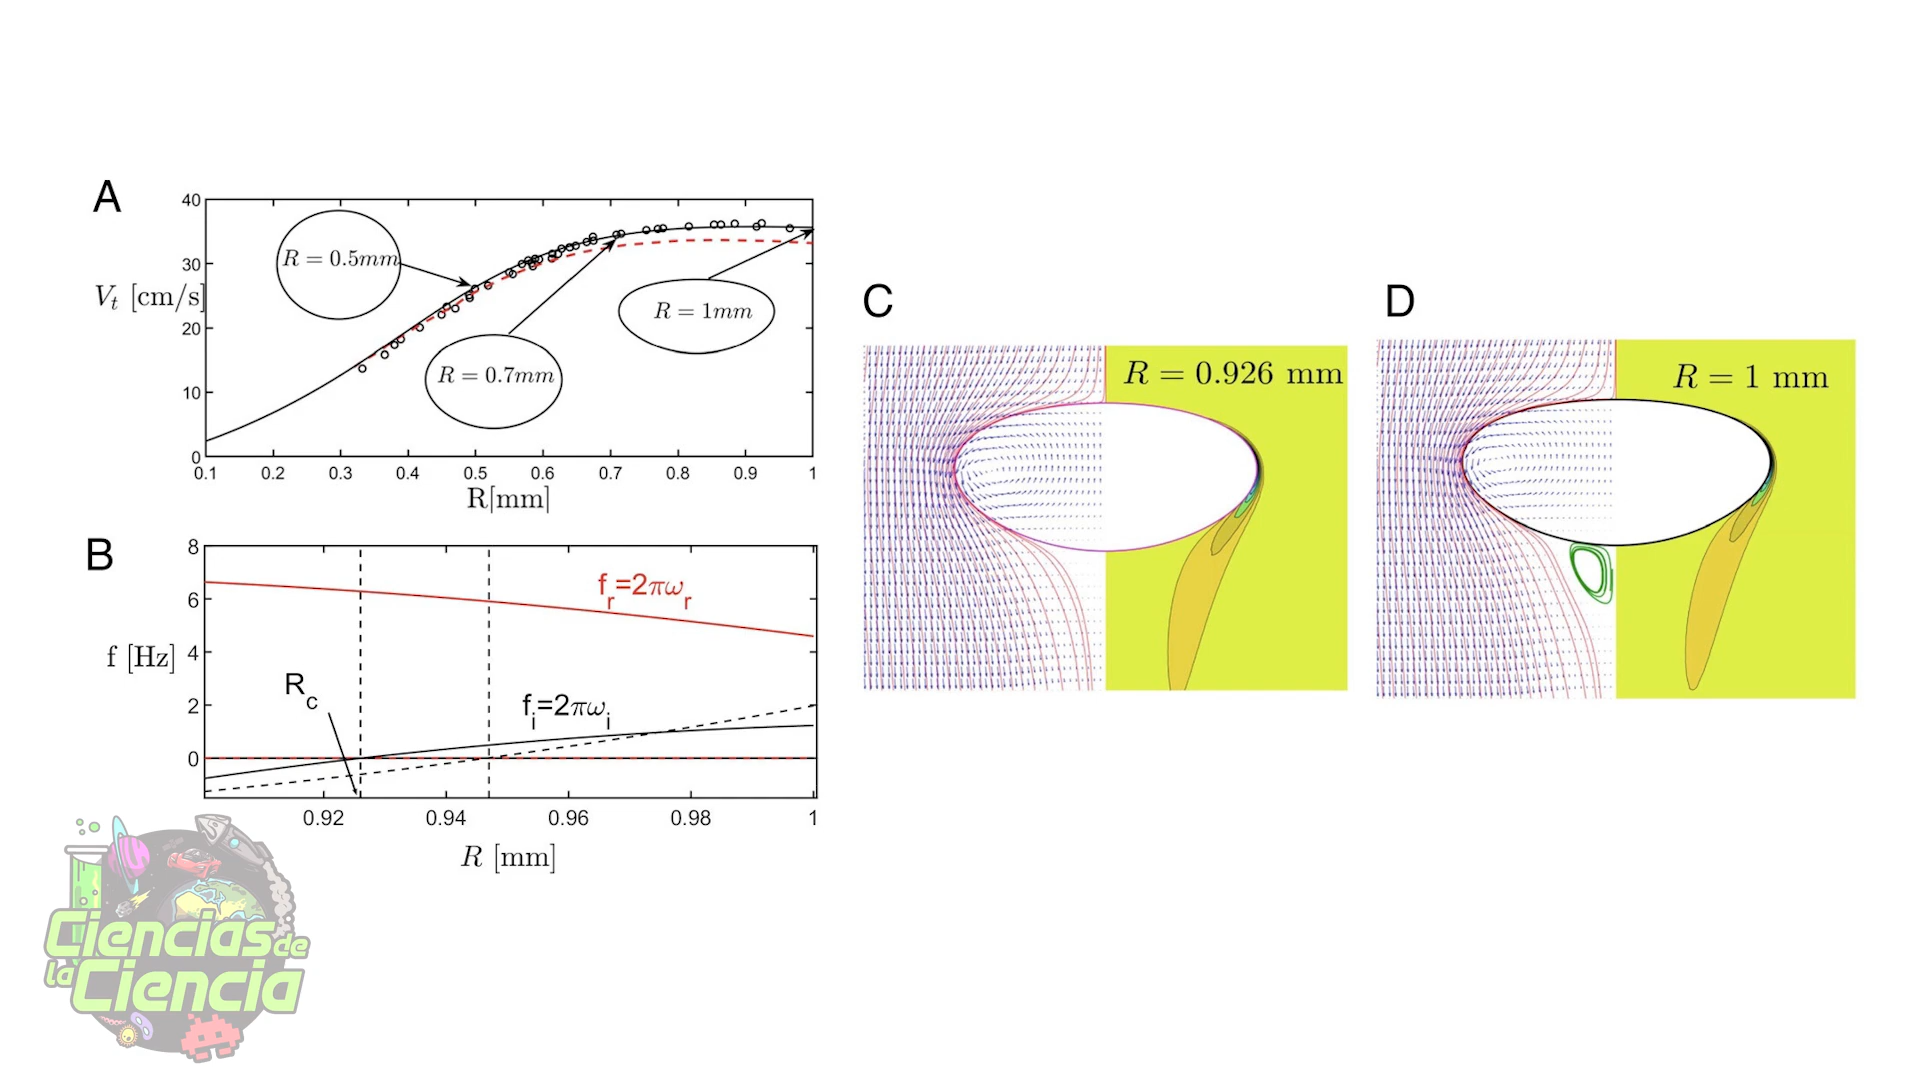 A
40
30
20
10
0
V_t [cm/s]
R = 0.5mm
R = 0.7mm
R = 1mm
0.1 0.2 0.3 0.4 0.5 0.6 0.7 0.8 0.9 1
R[mm]
B
8
6
4
2
0
f [Hz]
f_r=2πω_r
f_i=2πω_i
R_c
0.92 0.94 0.96 0.98 1
R [mm]
C
R = 0.926 mm
D
R = 1 mm
Ciencias de
la Ciencia